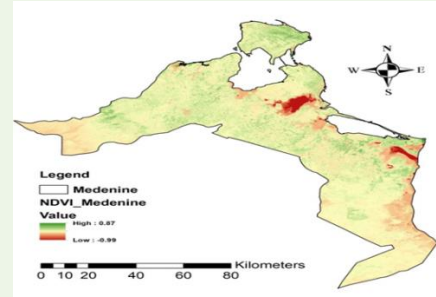 N
W E
S
Legend
Medenine
NDVI_Medenine
Value
High : 0.87
Low : -0.99
0 10 20 40 60 80 Kilometers